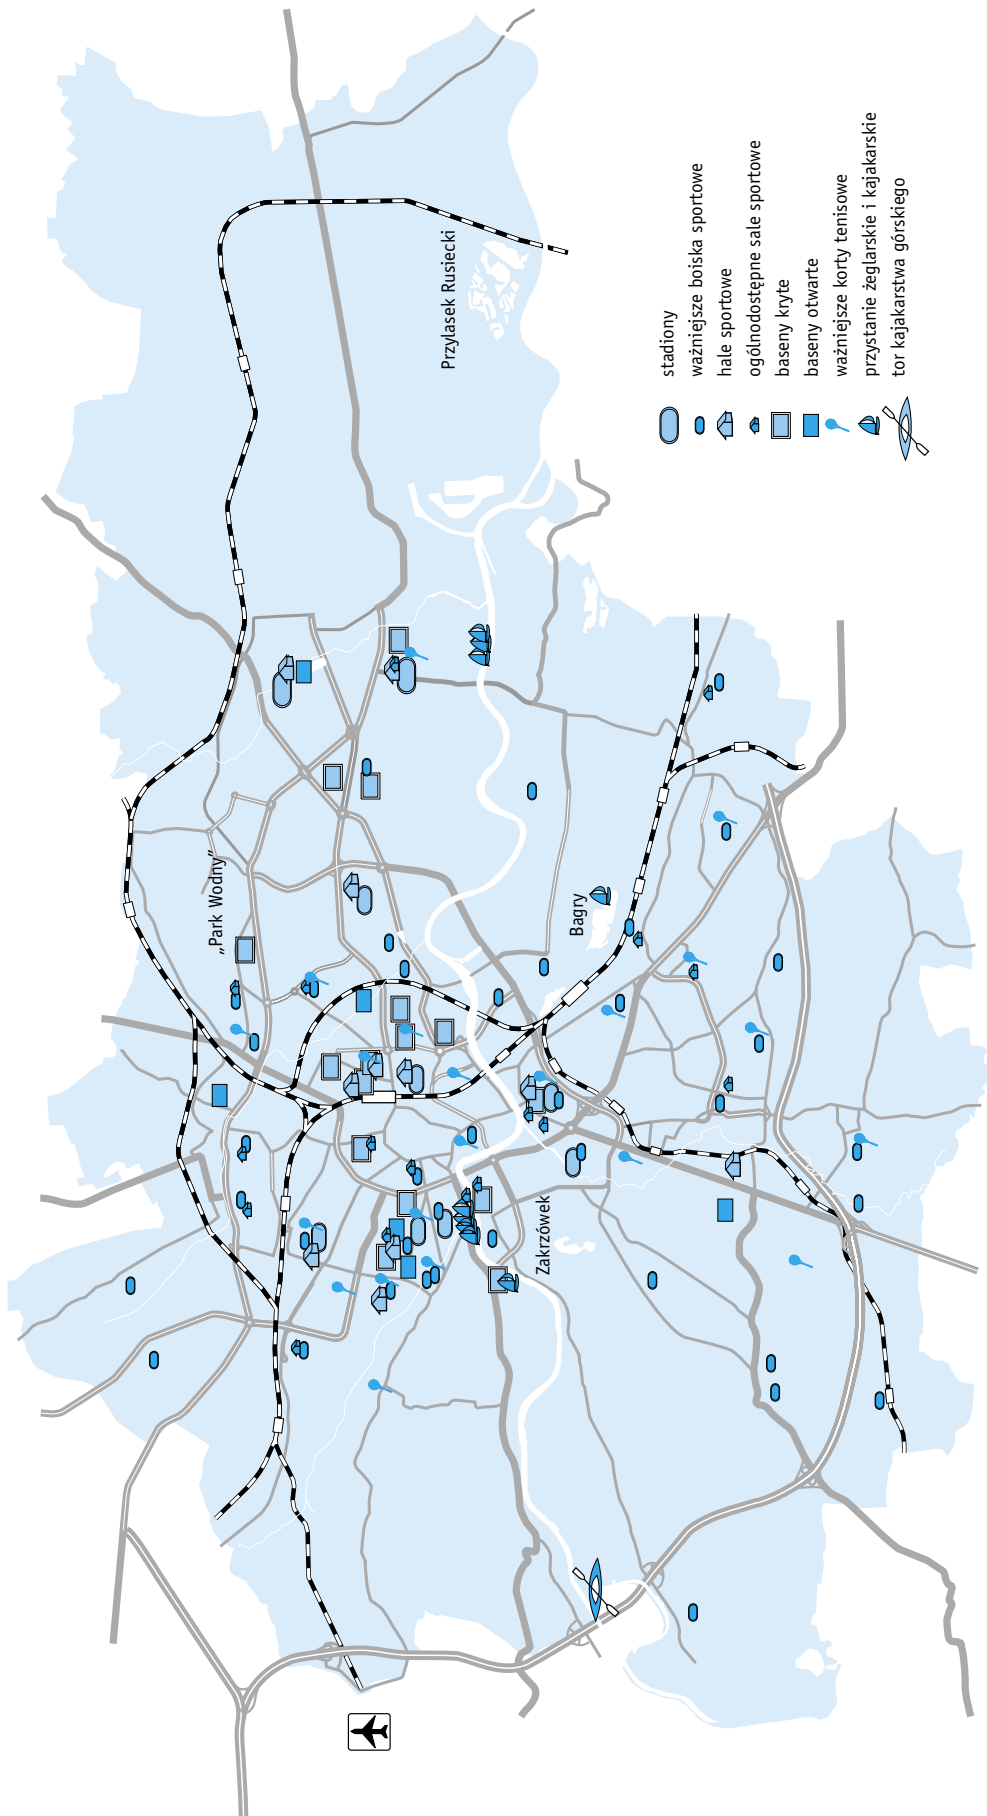 „Park Wodny”
Przylasek Rusiecki
Bagry
Zakrzówek
stadiony
ważniejsze boiska sportowe
hale sportowe
ogólnodostępne sale sportowe
baseny kryte
baseny otwarte
ważniejsze korty tenisowe
przystanie żeglarskie i kajakarskie
tor kajakarstwa górskiego